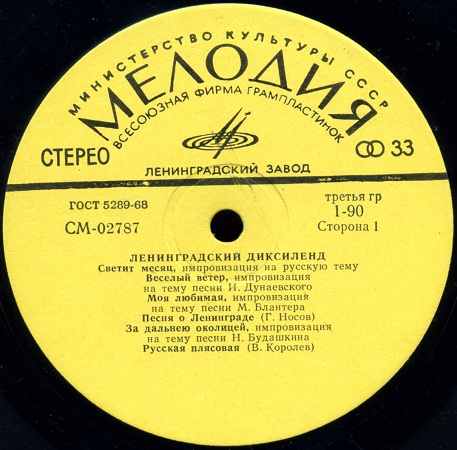 МИНИСТЕРСТВО КУЛЬТУРЫ СССР
МЕЛОДИЯ
ВСЕСОЮЗНАЯ ФИРМА ГРАМПЛАСТИНОК
СТЕРЕО 33
ЛЕНИНГРАДСКИЙ ЗАВОД
ГОСТ 5289-68 третья гр
СМ-02787 1-90
Сторона 1
ЛЕНИНГРАДСКИЙ ДИКСИЛЕНД
Светит месяц, импровизация на русскую тему
Веселый ветер, импровизация
на тему песни И. Дунаевского
Моя любимая, импровизация
на тему песни М. Блантера
Песня о Ленинграде (Г. Носов)
За дальнею околицей, импровизация
на тему песни Н. Будашкина
Русская плясовая (В. Королев)